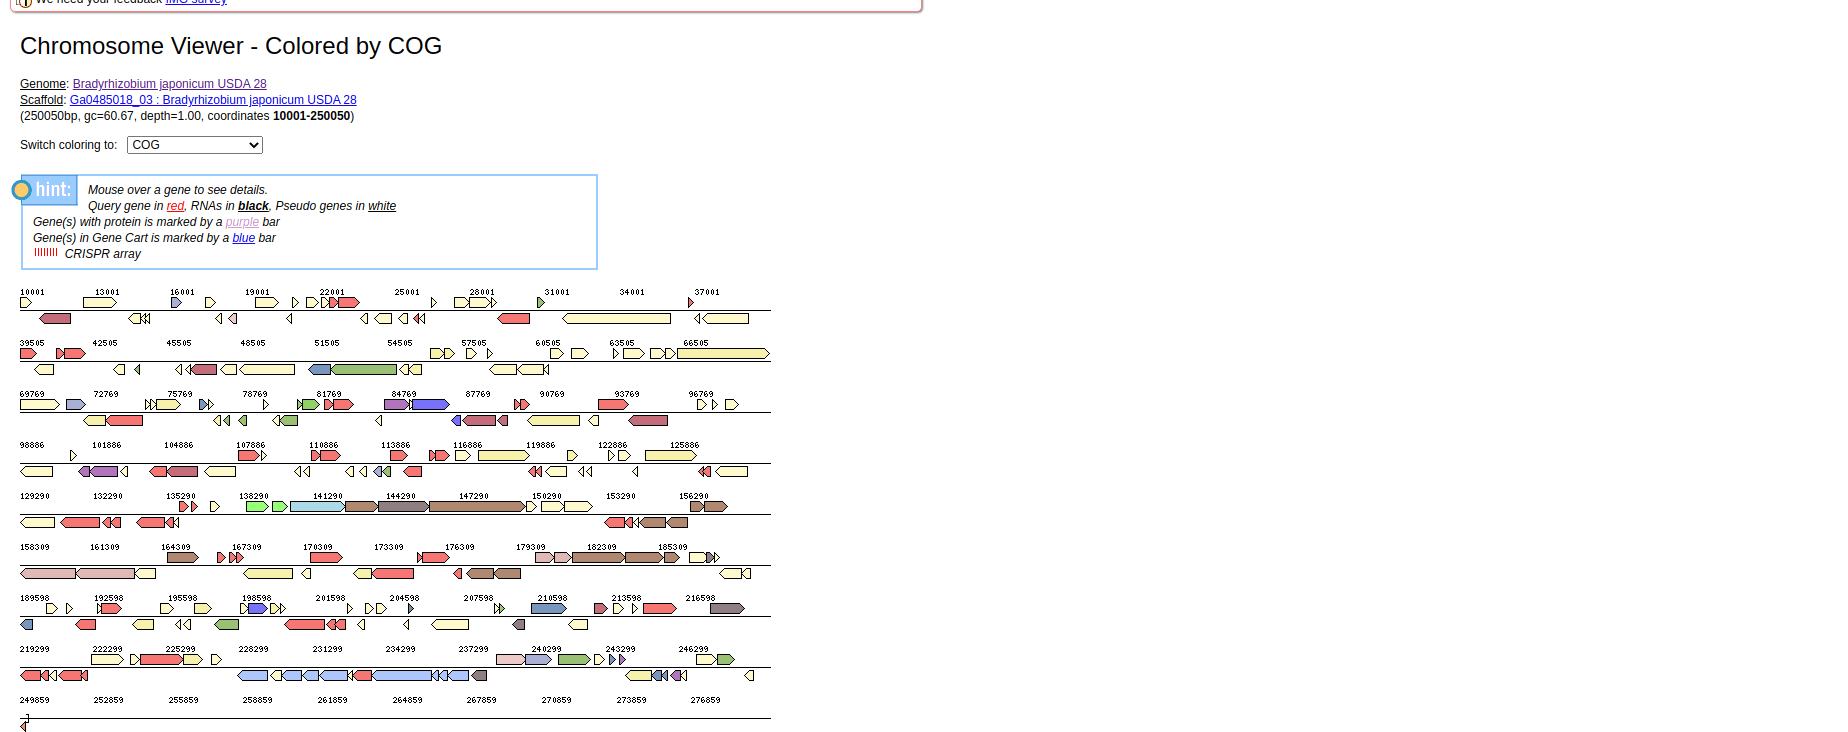 We need your feedback IMG survey
Chromosome Viewer - Colored by COG
Genome: Bradyrhizobium japonicum USDA 28
Scaffold: Ga0485018_03 : Bradyrhizobium japonicum USDA 28
(250050bp, gc=60.67, depth=1.00, coordinates 10001-250050)
Switch coloring to: COG
hint: Mouse over a gene to see details.
Query gene in red, RNAs in black, Pseudo genes in white
Gene(s) with protein is marked by a purple bar
Gene(s) in Gene Cart is marked by a blue bar
CRISPR array
10001 13001 16001 19001 22001 25001 28001 31001 34001 37001
39505 42505 45505 48505 51505 54505 57505 60505 63505 66505
69769 72769 75769 78769 81769 84769 87769 90769 93769 96769
98886 101886 104886 107886 110886 113886 116886 119886 122886 125886
129290 132290 135290 138290 141290 144290 147290 150290 153290 156290
158309 161309 164309 167309 170309 173309 176309 179309 182309 185309
189598 192598 195598 198598 201598 204598 207598 210598 213598 216598
219299 222299 225299 228299 231299 234299 237299 240299 243299 246299
249859 252859 255859 258859 261859 264859 267859 270859 273859 276859